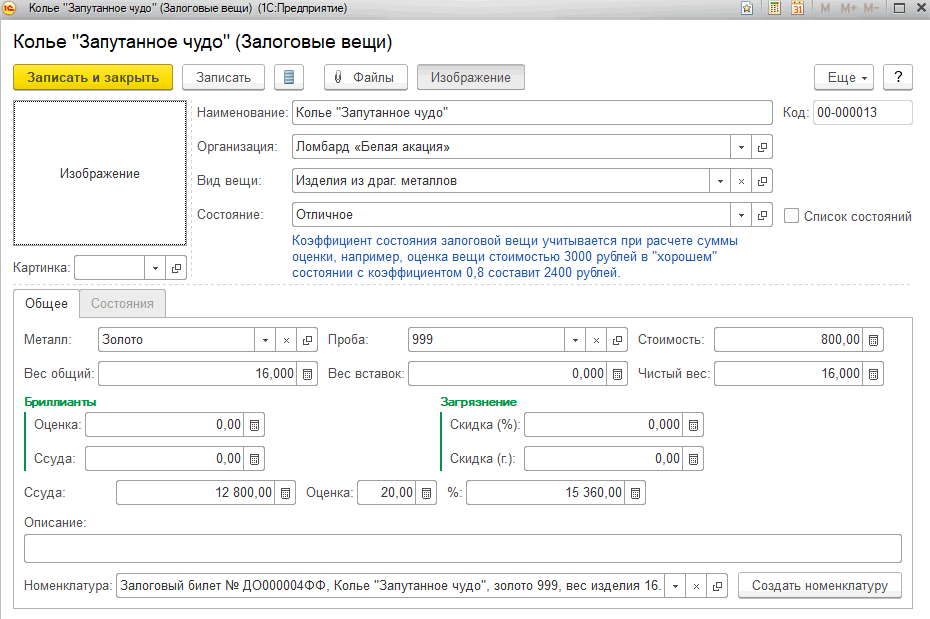 Колье "Запутанное чудо" (Залоговые вещи) (1С:Предприятие)
M M+ M-
Колье "Запутанное чудо" (Залоговые вещи)
Записать и закрыть Записать Файлы Изображение Еще ?
Изображение
Наименование: Колье "Запутанное чудо" Код: 00-000013
Организация: Ломбард «Белая акация»
Вид вещи: Изделия из драг. металлов
Состояние: Отличное Список состояний
Коэффициент состояния залоговой вещи учитывается при расчете суммы
оценки, например, оценка вещи стоимостью 3000 рублей в "хорошем"
состоянии с коэффициентом 0,8 составит 2400 рублей.
Картинка:
Общее Состояния
Металл: Золото Проба: 999 Стоимость: 800,00
Вес общий: 16,000 Вес вставок: 0,000 Чистый вес: 16,000
Бриллианты Загрязнение
Оценка: 0,00 Скидка (%): 0,000
Ссуда: 0,00 Скидка (г.): 0,00
Ссуда: 12 800,00 Оценка: 20,00 %: 15 360,00
Описание:
Номенклатура: Залоговый билет № ДО000004ФФ, Колье "Запутанное чудо", золото 999, вес изделия 16. Создать номенклатуру